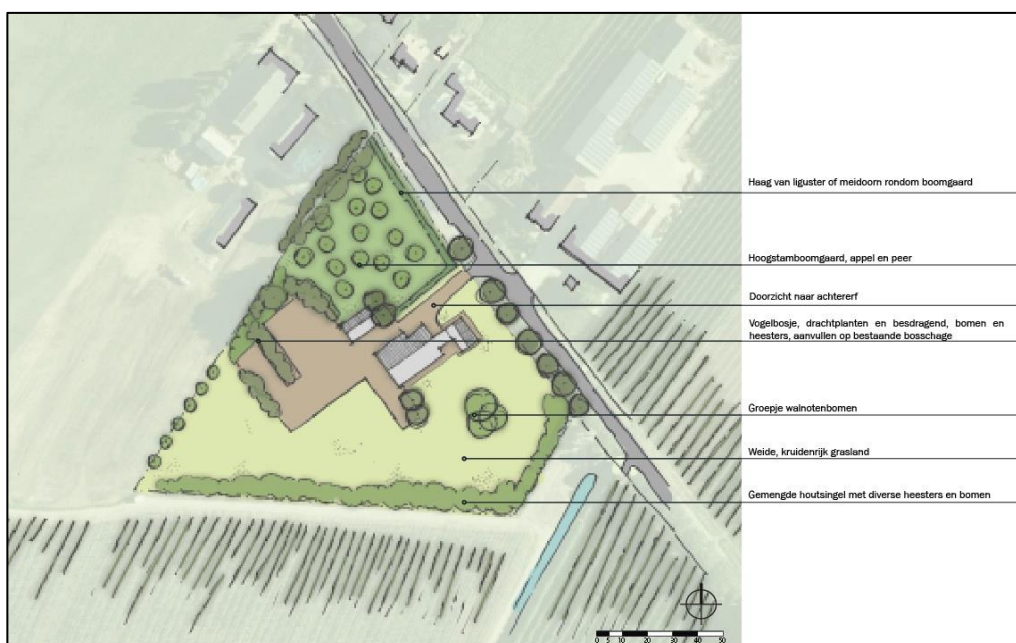 Haag van liguster of meidoorn rondom boomgaard
Hoogstamboomgaard, appel en peer
Doorzicht naar achtererf
Vogelbosje, drachtplanten en besdragend, bomen en
heesters, aanvullen op bestaande bosschage
Groepje walnotenbomen
Weide, kruidenrijk grasland
Gemengde houtsingel met diverse heesters en bomen
0 5 10 20 30 40 50